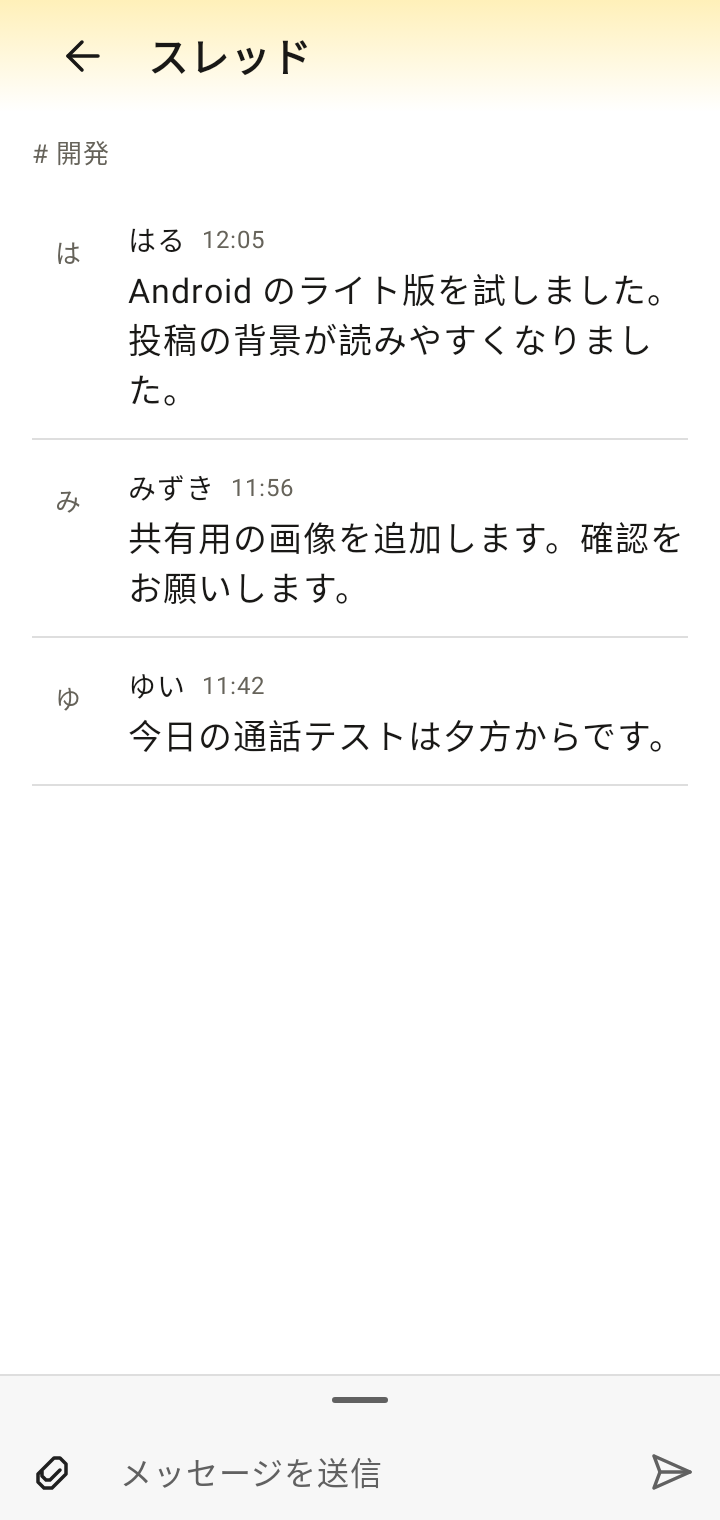 スレッド
# 開発
は
はる 12:05
Android のライト版を試しました。
投稿の背景が読みやすくなりまし
た。
み
みずき 11:56
共有用の画像を追加します。確認を
お願いします。
ゆ
ゆい 11:42
今日の通話テストは夕方からです。
メッセージを送信